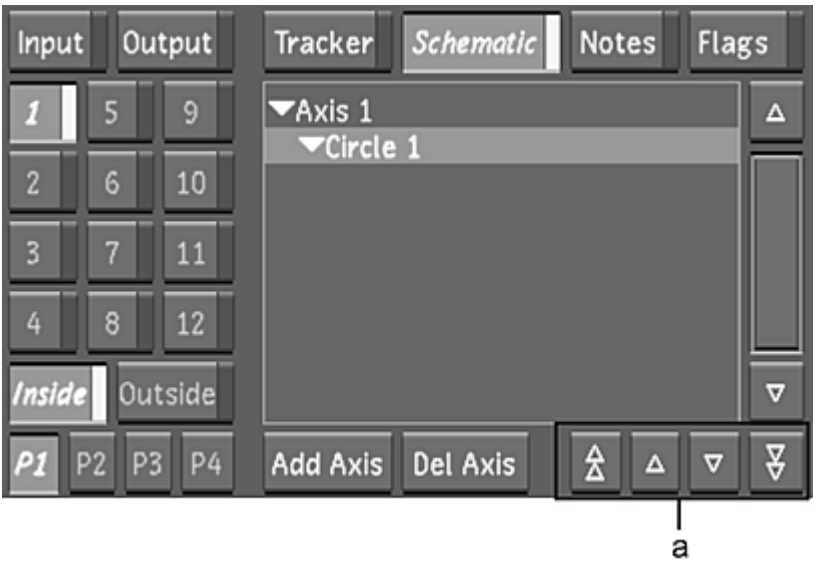 Input Output Tracker Schematic Notes Flags
1 5 9 Axis 1
Circle 1
2 6 10
3 7 11
4 8 12
Inside Outside
P1 P2 P3 P4 Add Axis Del Axis
a